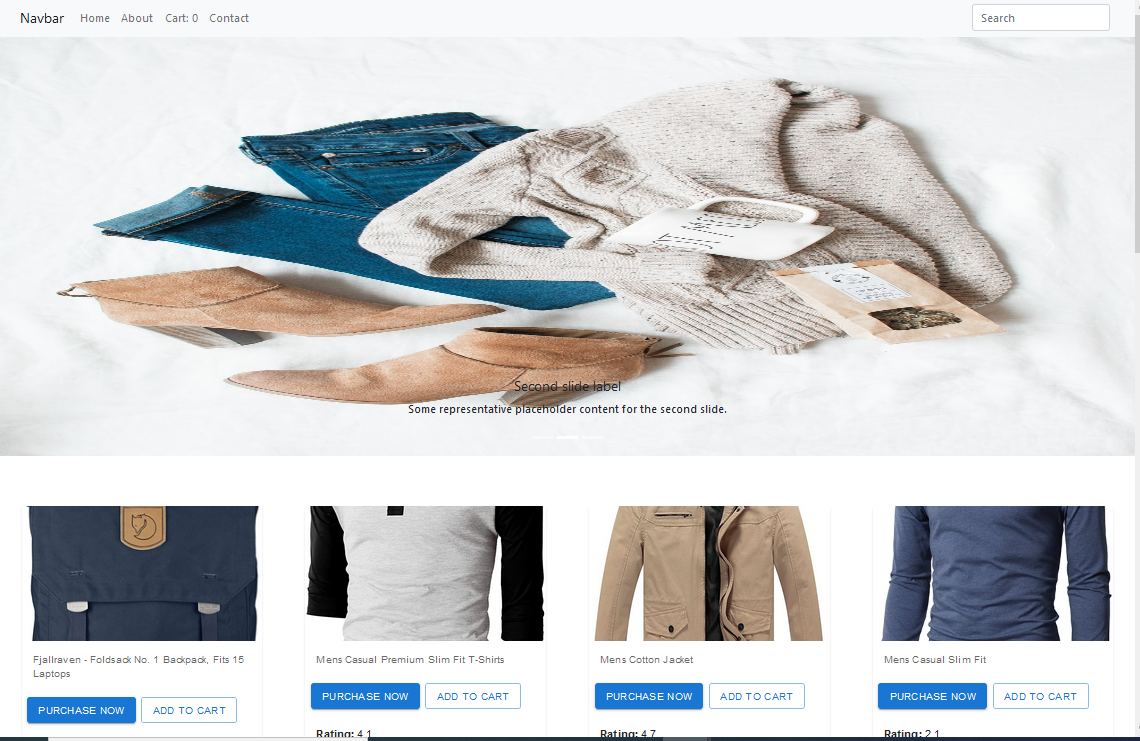 Navbar Home About Cart: 0 Contact Search
Second slide label
Some representative placeholder content for the second slide.
Fjallraven - Foldsack No. 1 Backpack, Fits 15
Laptops
PURCHASE NOW ADD TO CART
Mens Casual Premium Slim Fit T-Shirts
PURCHASE NOW ADD TO CART
Rating: 4.1
Mens Cotton Jacket
PURCHASE NOW ADD TO CART
Rating: 4.7
Mens Casual Slim Fit
PURCHASE NOW ADD TO CART
Rating: 2.1